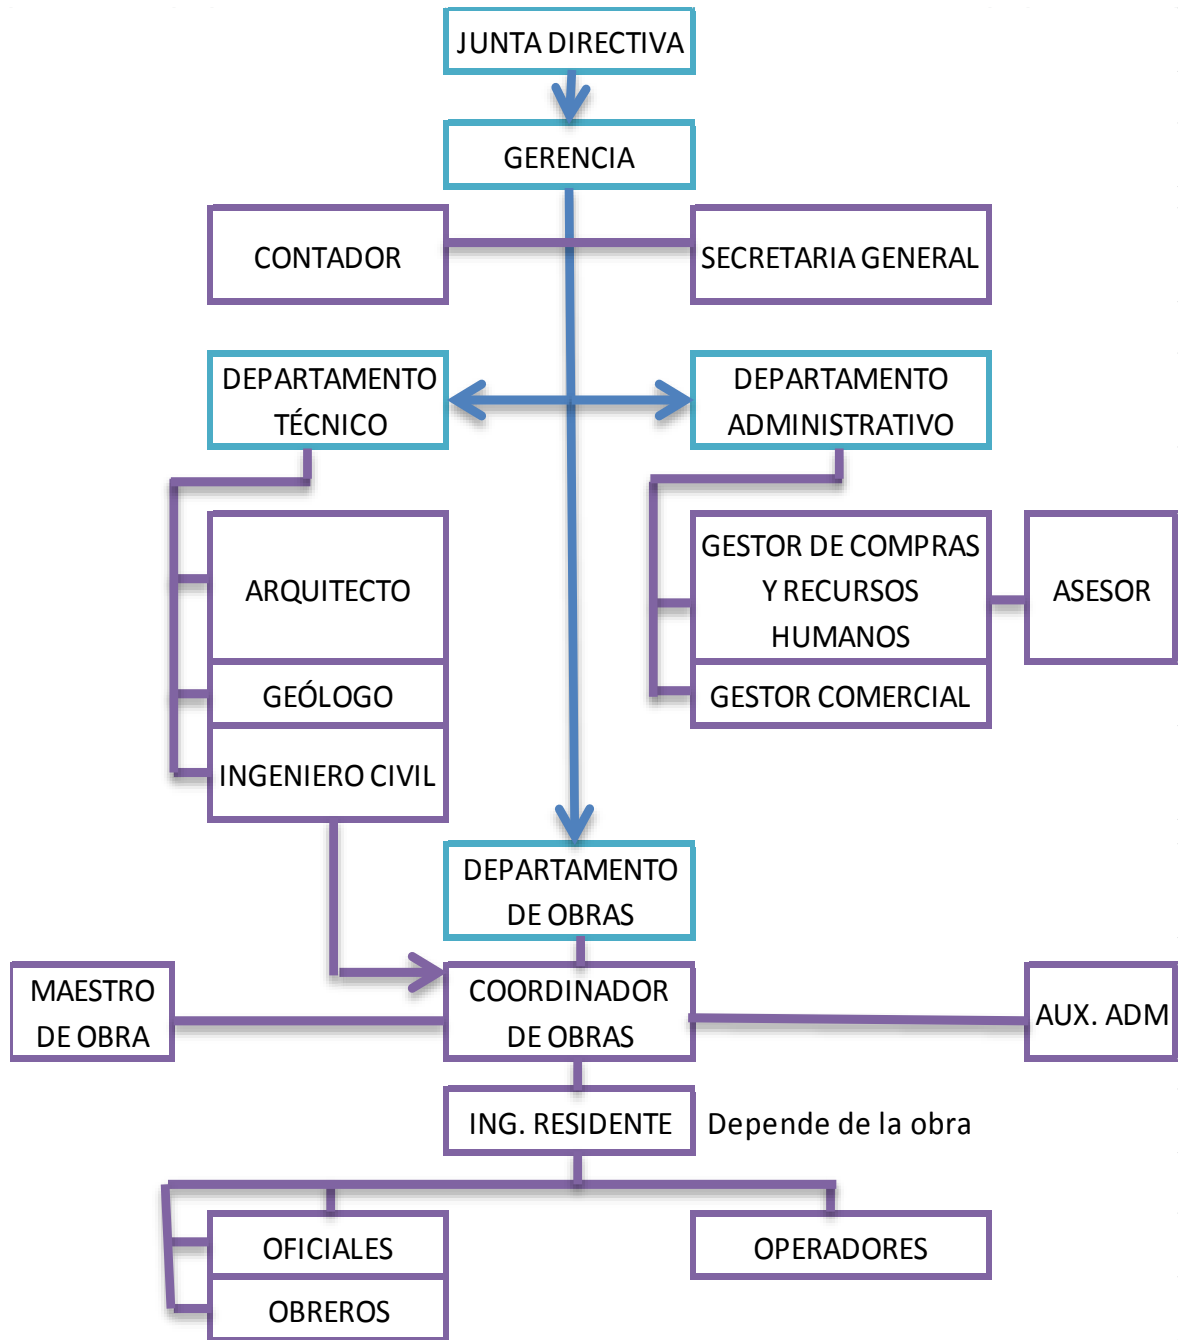 JUNTA DIRECTIVA
GERENCIA
CONTADOR
SECRETARIA GENERAL
DEPARTAMENTO
TÉCNICO
DEPARTAMENTO
ADMINISTRATIVO
ARQUITECTO
GESTOR DE COMPRAS
Y RECURSOS
HUMANOS
ASESOR
GEÓLOGO
GESTOR COMERCIAL
INGENIERO CIVIL
DEPARTAMENTO
DE OBRAS
MAESTRO
DE OBRA
COORDINADOR
DE OBRAS
AUX. ADM
ING. RESIDENTE
Depende de la obra
OFICIALES
OPERADORES
OBREROS